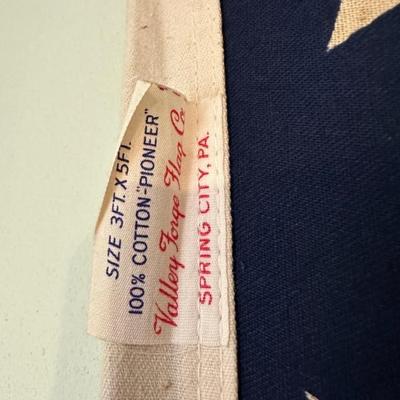 SIZE 3FT. X 5FT.
100% COTTON-"PIONEER"
Valley Forge Flag Co.
SPRING CITY, PA.